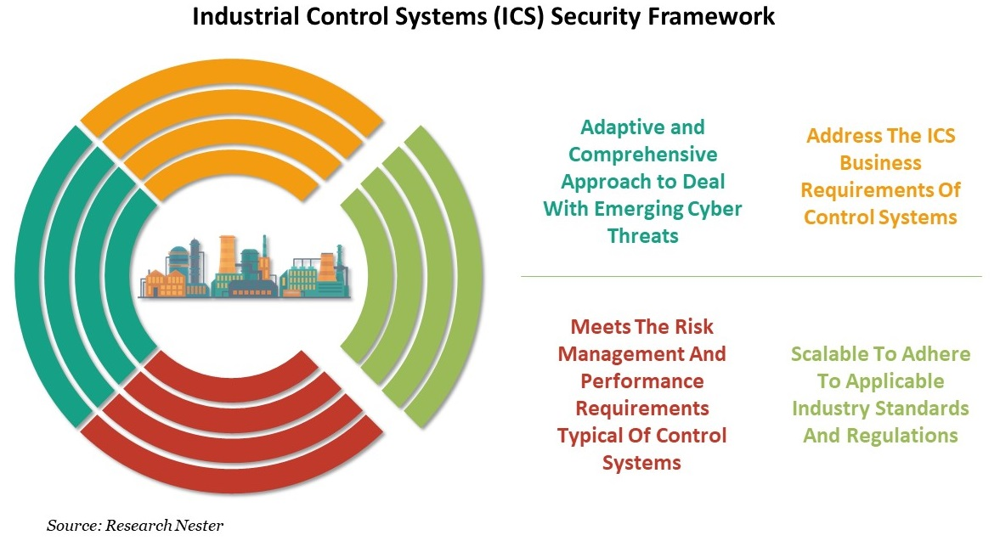 Industrial Control Systems (ICS) Security Framework
Adaptive and
Comprehensive
Approach to Deal
With Emerging Cyber
Threats
Address The ICS
Business
Requirements Of
Control Systems
Meets The Risk
Management And
Performance
Requirements
Typical Of Control
Systems
Scalable To Adhere
To Applicable
Industry Standards
And Regulations
Source: Research Nester